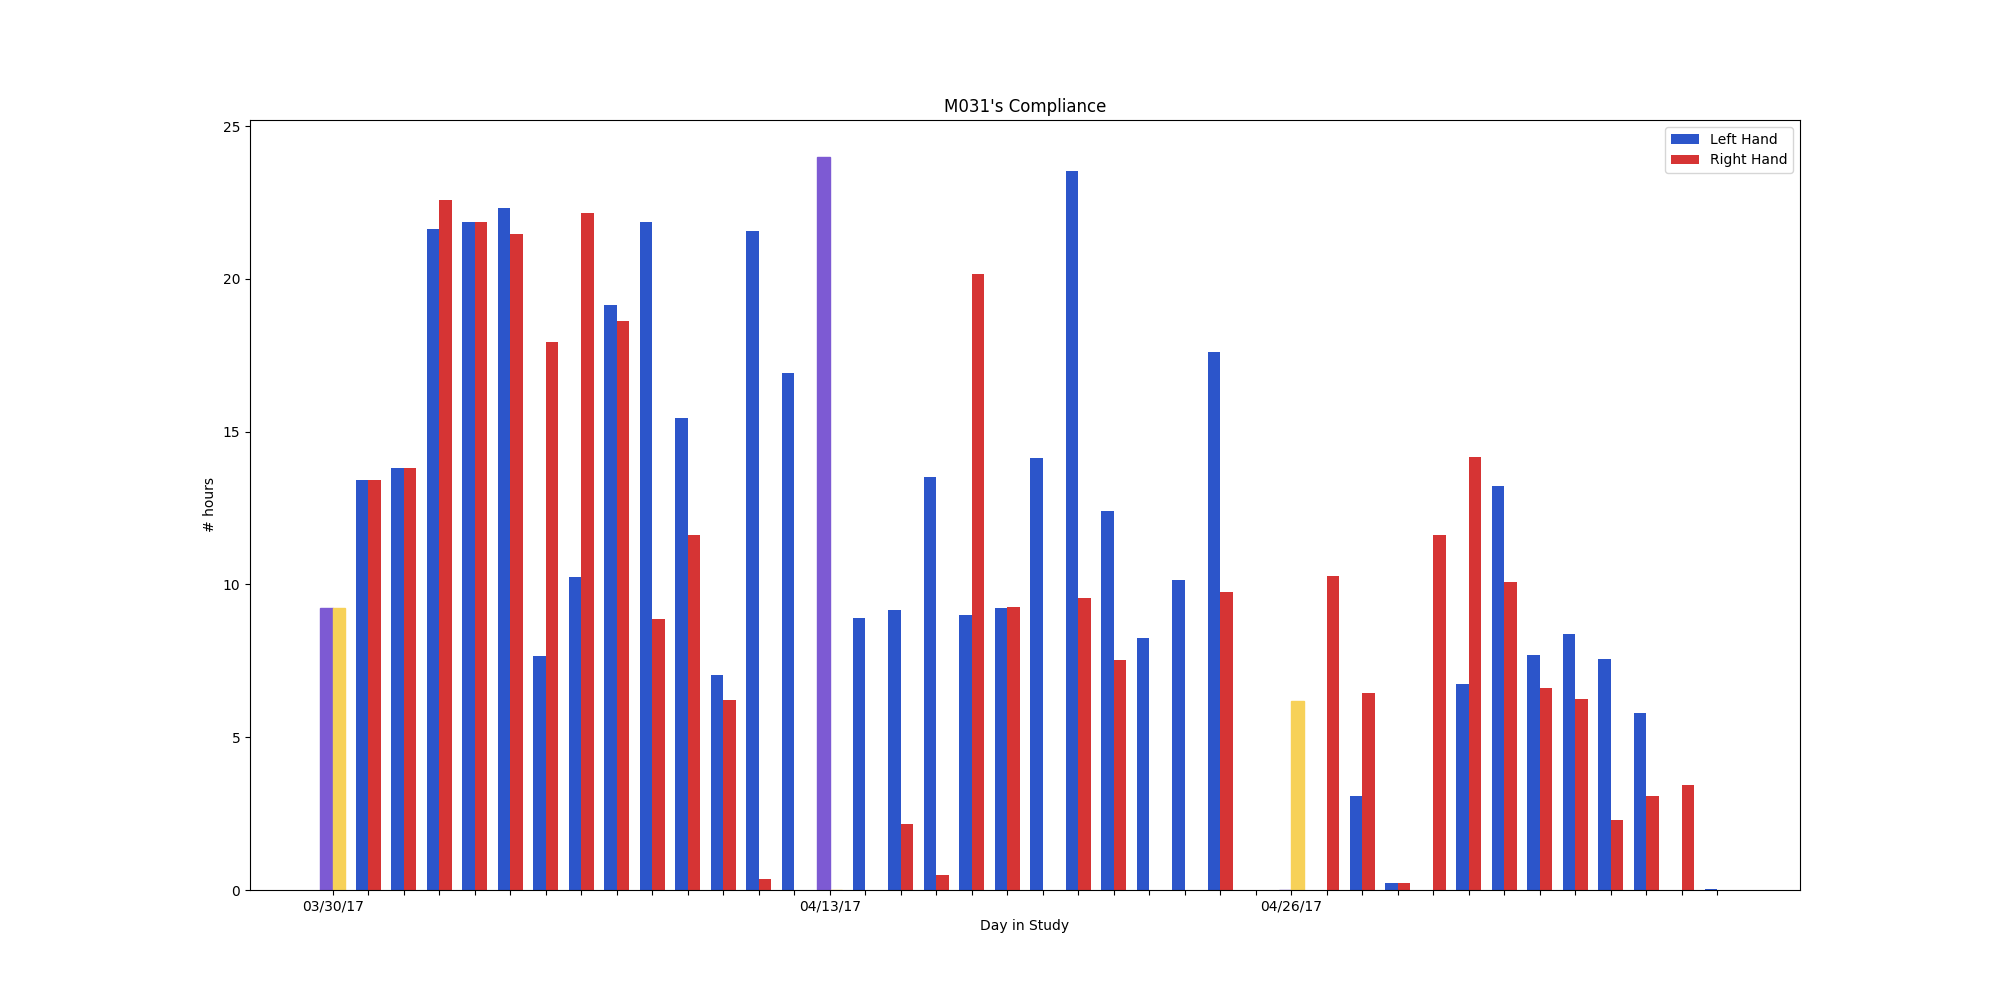 M031's Compliance
25
20
15
10
5
0
# hours
Left Hand
Right Hand
03/30/17
04/13/17
04/26/17
Day in Study